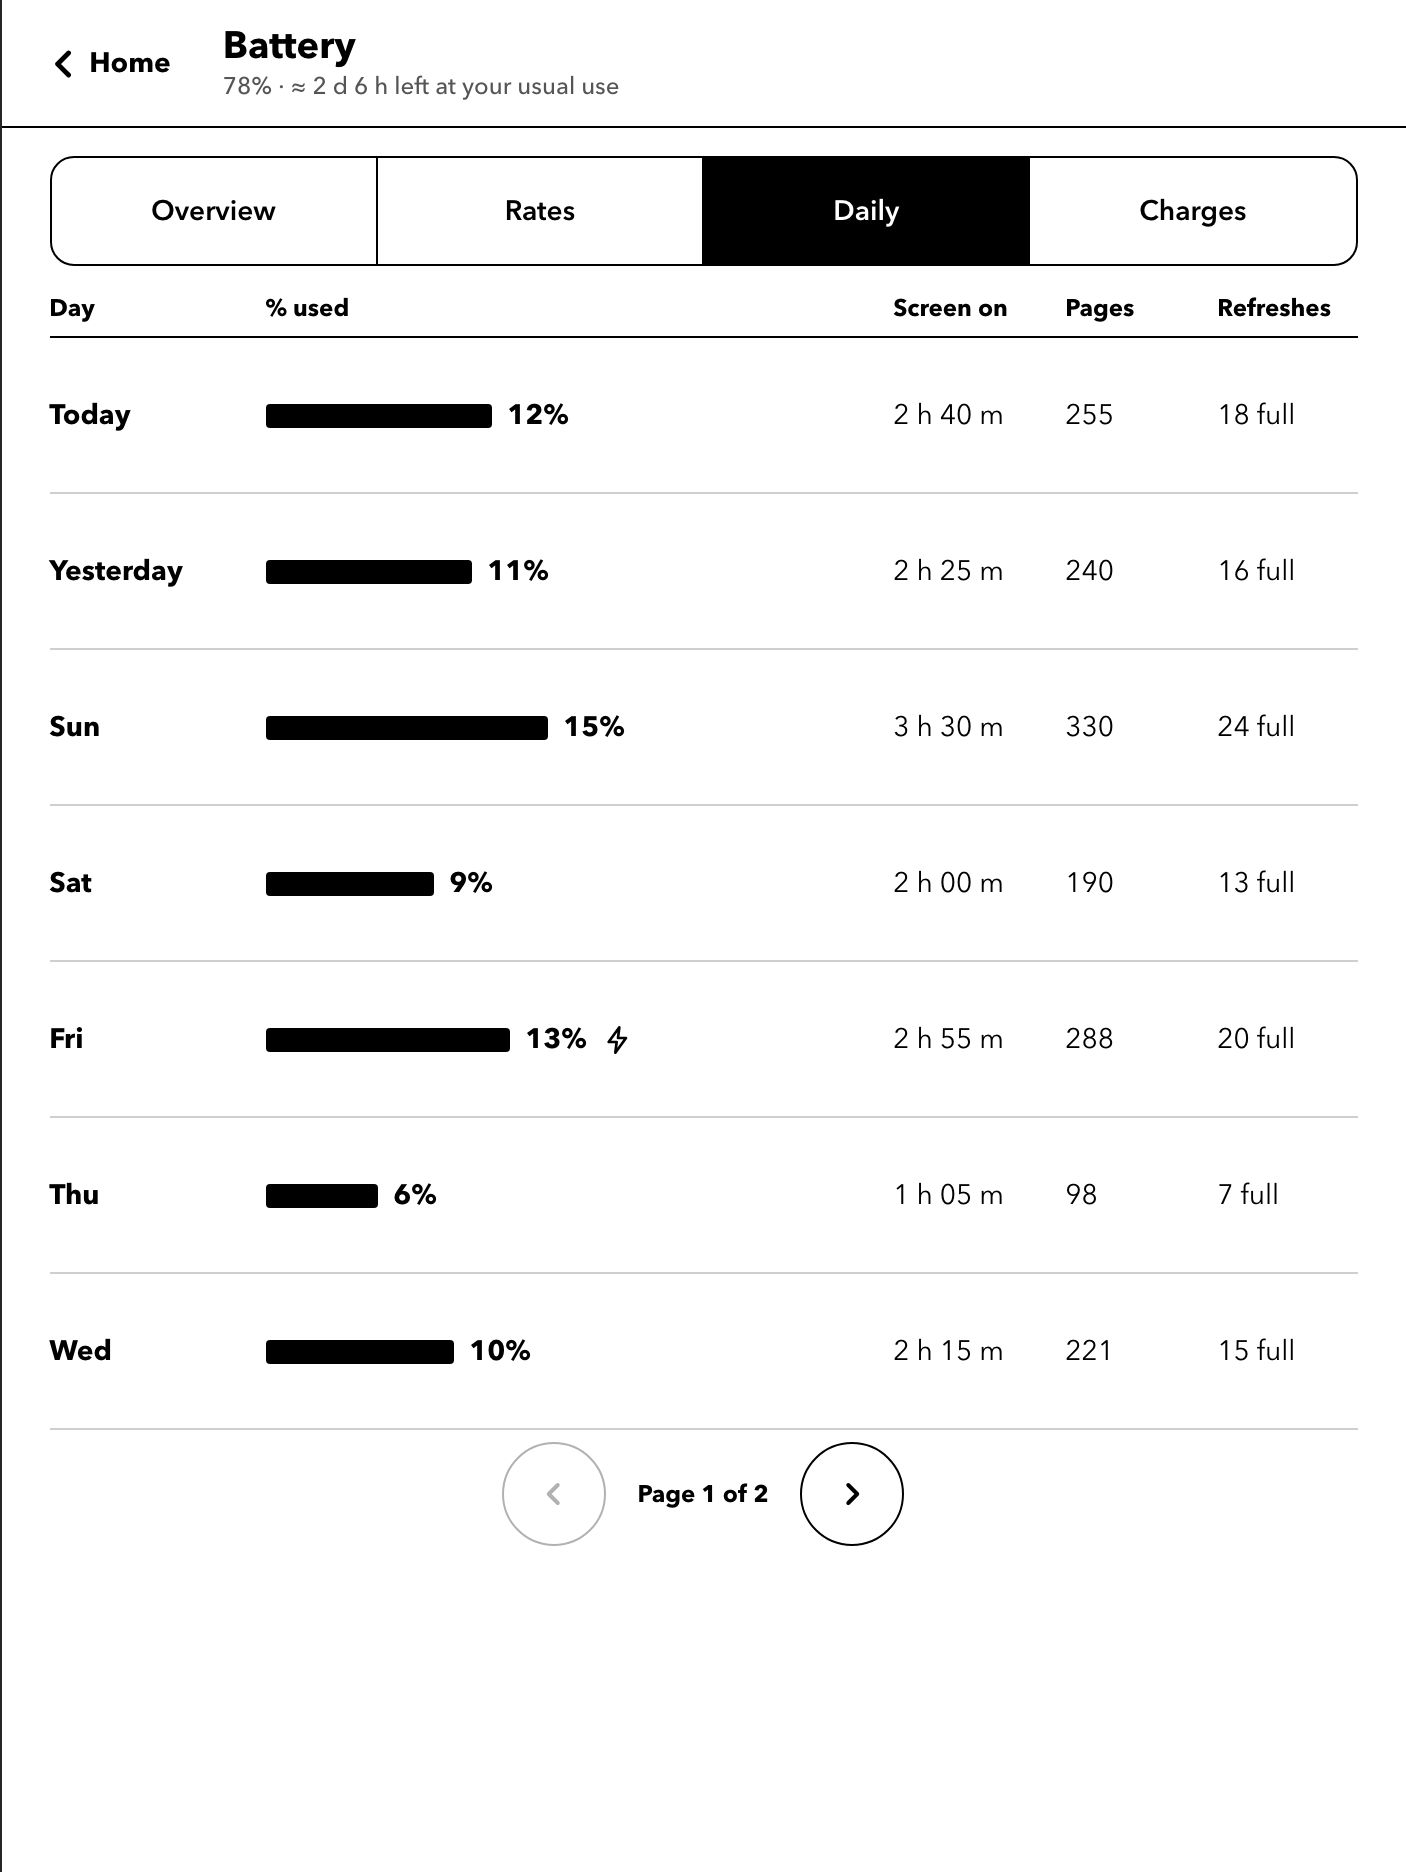 Home
Battery
78% · ≈ 2 d 6 h left at your usual use
Overview Rates Daily Charges
Day % used Screen on Pages Refreshes
Today 12% 2 h 40 m 255 18 full
Yesterday 11% 2 h 25 m 240 16 full
Sun 15% 3 h 30 m 330 24 full
Sat 9% 2 h 00 m 190 13 full
Fri 13% 2 h 55 m 288 20 full
Thu 6% 1 h 05 m 98 7 full
Wed 10% 2 h 15 m 221 15 full
Page 1 of 2